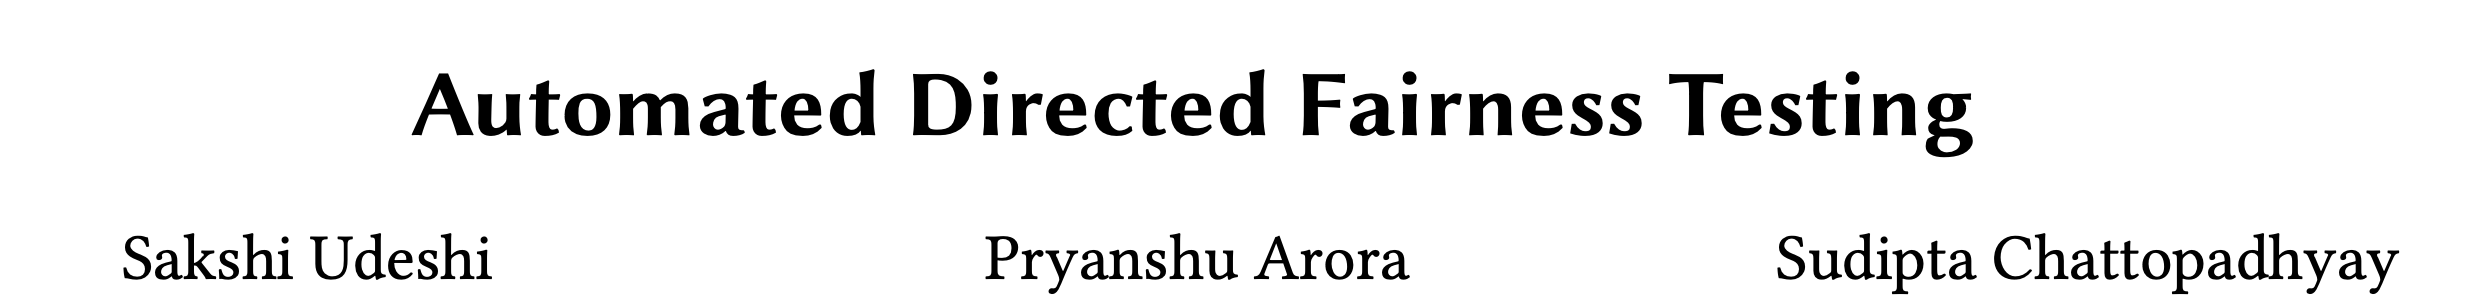 Automated Directed Fairness Testing
Sakshi Udeshi Pryanshu Arora Sudipta Chattopadhyay